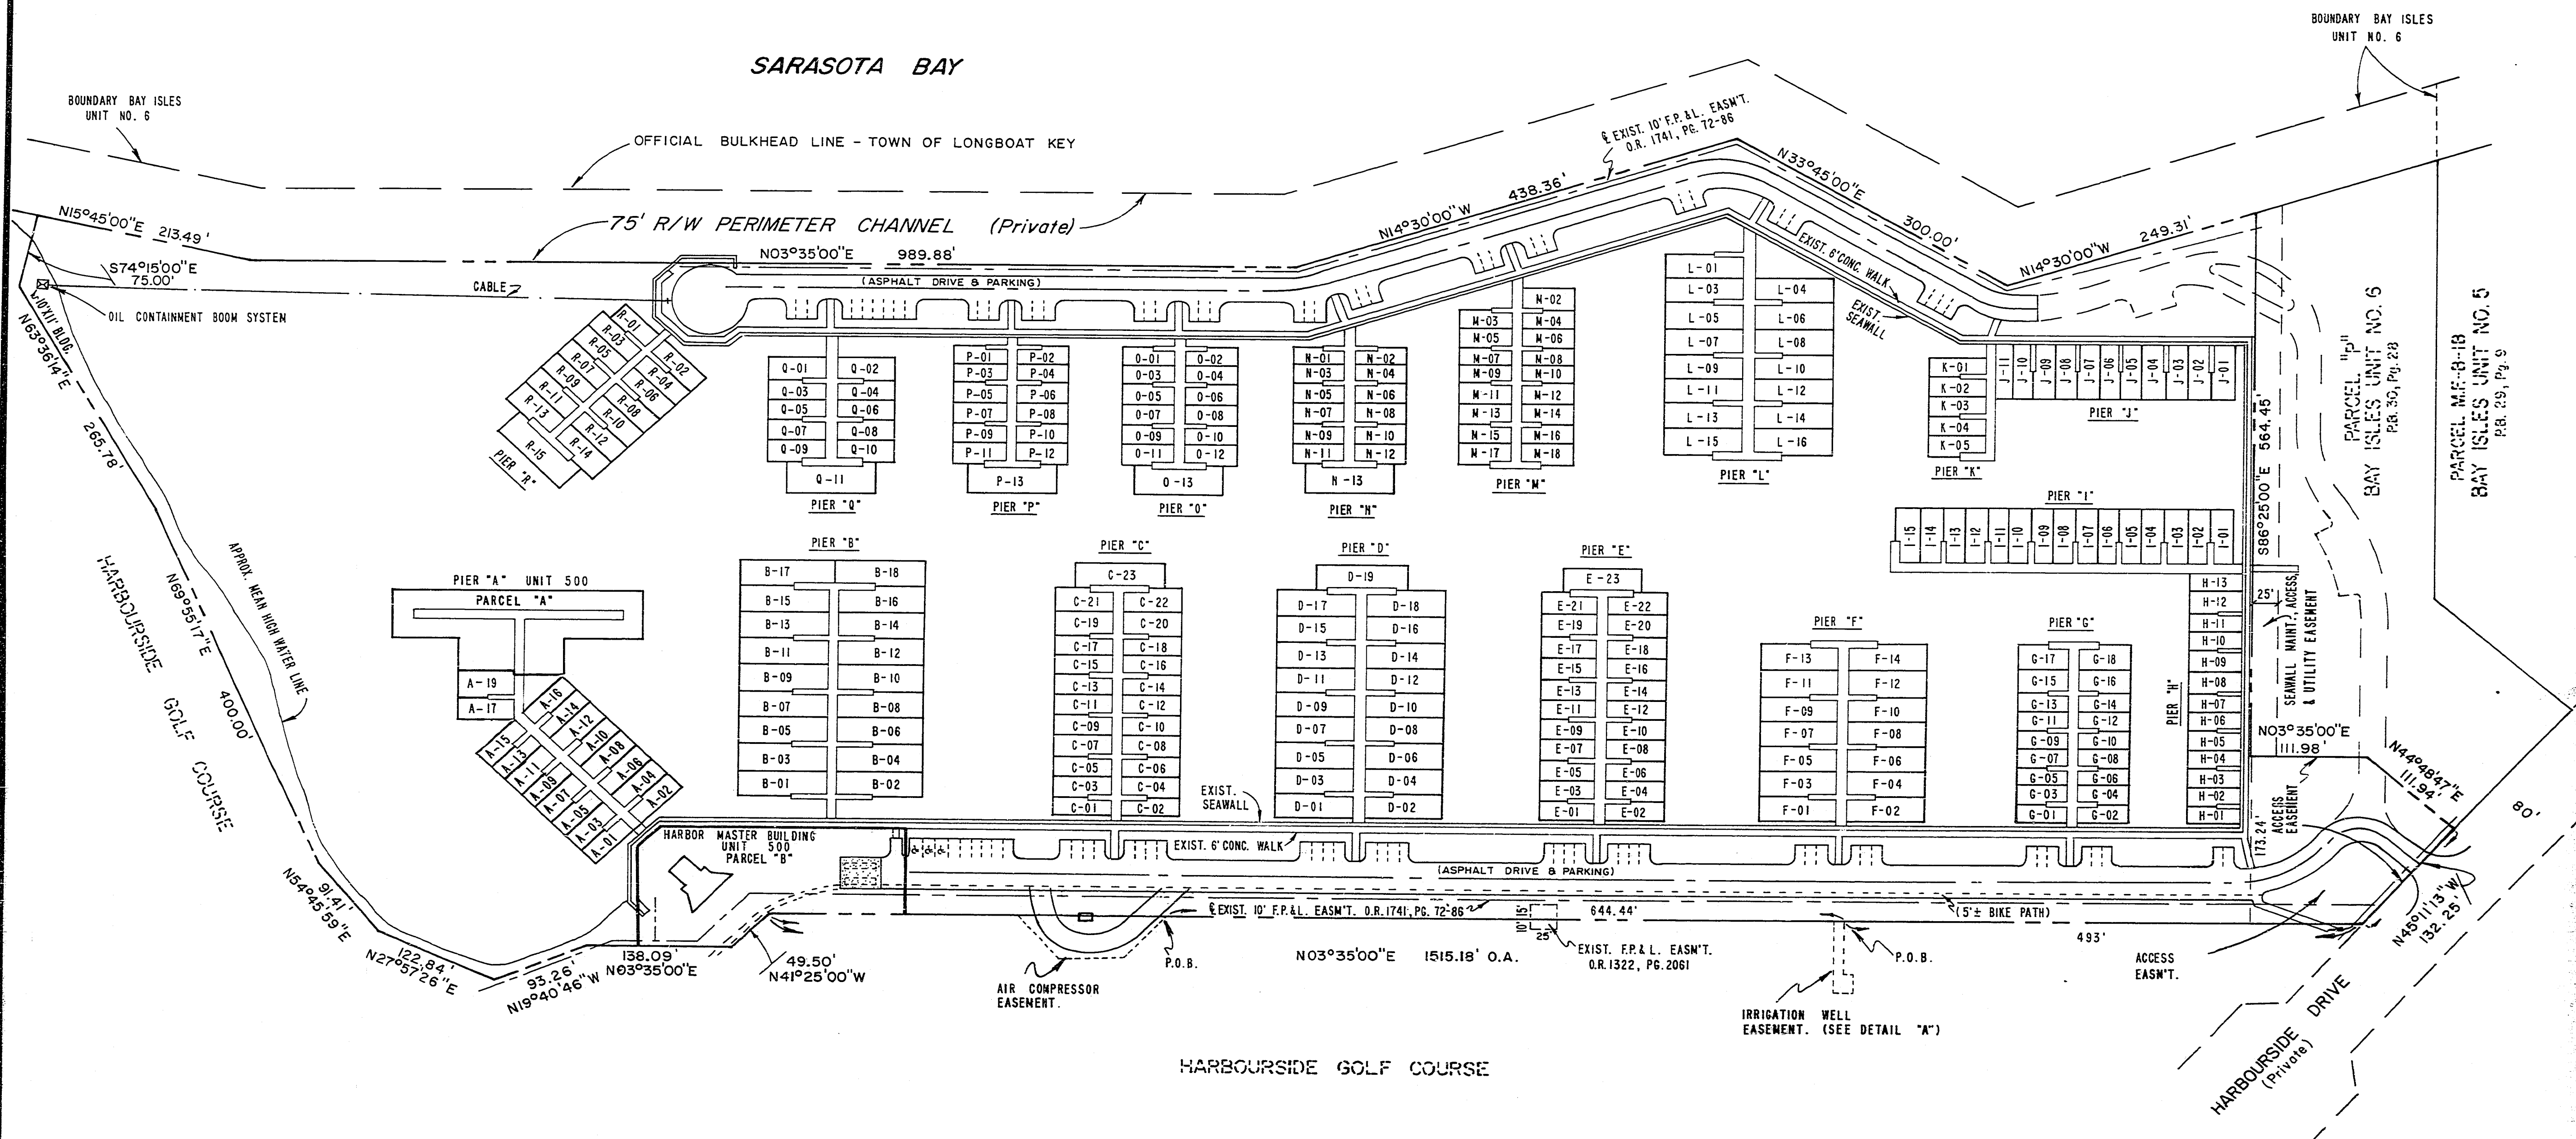 BOUNDARY BAY ISLES
UNIT NO. 6
SARASOTA BAY
BOUNDARY BAY ISLES
UNIT NO. 6
OFFICIAL BULKHEAD LINE - TOWN OF LONGBOAT KEY
75' R/W PERIMETER CHANNEL (Private)
℄ EXIST. 10' F.P.&L. EASM'T.
O.R. 1741, PG. 72-86
N15°45'00"E 213.49'
S74°15'00"E
75.00'
CABLE
OIL CONTAINMENT BOOM SYSTEM
10'X11' BLDG.
N63°36'14"E
265.78'
N03°35'00"E 989.88'
(ASPHALT DRIVE & PARKING)
N14°30'00"W 438.36'
N33°45'00"E 300.00'
N14°30'00"W 249.31'
EXIST. 6' CONC. WALK
EXIST.
SEAWALL
R-01
R-03
R-05
R-07
R-09
R-11
R-13
R-15
R-02
R-04
R-06
R-08
R-10
R-12
R-14
PIER "R"
Q-01 Q-02
Q-03 Q-04
Q-05 Q-06
Q-07 Q-08
Q-09 Q-10
Q-11
PIER "Q"
P-01 P-02
P-03 P-04
P-05 P-06
P-07 P-08
P-09 P-10
P-11 P-12
P-13
PIER "P"
O-01 O-02
O-03 O-04
O-05 O-06
O-07 O-08
O-09 O-10
O-11 O-12
O-13
PIER "O"
N-01 N-02
N-03 N-04
N-05 N-06
N-07 N-08
N-09 N-10
N-11 N-12
N-13
PIER "N"
M-02
M-03 M-04
M-05 M-06
M-07 M-08
M-09 M-10
M-11 M-12
M-13 M-14
M-15 M-16
M-17 M-18
PIER "M"
L-01
L-03 L-04
L-05 L-06
L-07 L-08
L-09 L-10
L-11 L-12
L-13 L-14
L-15 L-16
PIER "L"
K-01
K-02
K-03
K-04
K-05
PIER "K"
J-11 J-10 J-09 J-08 J-07 J-06 J-05 J-04 J-03 J-02 J-01
PIER "J"
PIER "I"
I-15 I-14 I-13 I-12 I-11 I-10 I-09 I-08 I-07 I-06 I-05 I-04 I-03 I-02 I-01
S86°25'00"E 564.45'
PARCEL "P"
BAY ISLES UNIT NO. 6
P.B. 30, Pg. 28
PARCEL M.R.-8-1B
BAY ISLES UNIT NO. 5
P.B. 29, Pg. 9
HARBOURSIDE GOLF COURSE
APPROX. MEAN HIGH WATER LINE
N69°55'17"E
400.00'
PIER "A" UNIT 500
PARCEL "A"
A-19
A-17
A-16
A-14
A-12
A-10
A-08
A-06
A-04
A-02
A-15
A-13
A-11
A-09
A-07
A-05
A-03
A-01
PIER "B"
B-17 B-18
B-15 B-16
B-13 B-14
B-11 B-12
B-09 B-10
B-07 B-08
B-05 B-06
B-03 B-04
B-01 B-02
PIER "C"
C-23
C-21 C-22
C-19 C-20
C-17 C-18
C-15 C-16
C-13 C-14
C-11 C-12
C-09 C-10
C-07 C-08
C-05 C-06
C-03 C-04
C-01 C-02
PIER "D"
D-19
D-17 D-18
D-15 D-16
D-13 D-14
D-11 D-12
D-09 D-10
D-07 D-08
D-05 D-06
D-03 D-04
D-01 D-02
PIER "E"
E-23
E-21 E-22
E-19 E-20
E-17 E-18
E-15 E-16
E-13 E-14
E-11 E-12
E-09 E-10
E-07 E-08
E-05 E-06
E-03 E-04
E-01 E-02
PIER "F"
F-13 F-14
F-11 F-12
F-09 F-10
F-07 F-08
F-05 F-06
F-03 F-04
F-01 F-02
PIER "G"
G-17 G-18
G-15 G-16
G-13 G-14
G-11 G-12
G-09 G-10
G-07 G-08
G-05 G-06
G-03 G-04
G-01 G-02
PIER "H"
H-13
H-12
H-11
H-10
H-09
H-08
H-07
H-06
H-05
H-04
H-03
H-02
H-01
25'
SEAWALL MAINT., ACCESS,
& UTILITY EASEMENT
N03°35'00"E
111.98'
N44°48'47"E
111.94'
80'
173.24'
ACCESS
EASEMENT
EXIST.
SEAWALL
EXIST. 6' CONC. WALK
HARBOR MASTER BUILDING
UNIT 500
PARCEL "B"
(ASPHALT DRIVE & PARKING)
℄ EXIST. 10' F.P.&L. EASM'T. O.R. 1741, PG. 72-86
10' 15'
25'
644.44'
(5'± BIKE PATH)
493'
N45°11'13"W
132.25'
91.41'
N54°45'59"E
122.84'
N27°57'26"E
93.26'
N19°40'46"W
138.09
N03°35'00"E
49.50'
N41°25'00"W
P.O.B.
AIR COMPRESSOR
EASEMENT.
N03°35'00"E 1515.18' O.A.
EXIST. F.P.& L. EASM'T.
O.R. 1322, PG. 2061
P.O.B.
IRRIGATION WELL
EASEMENT. (SEE DETAIL "A")
ACCESS
EASM'T.
HARBOURSIDE DRIVE
(Private)
HARBOURSIDE GOLF COURSE